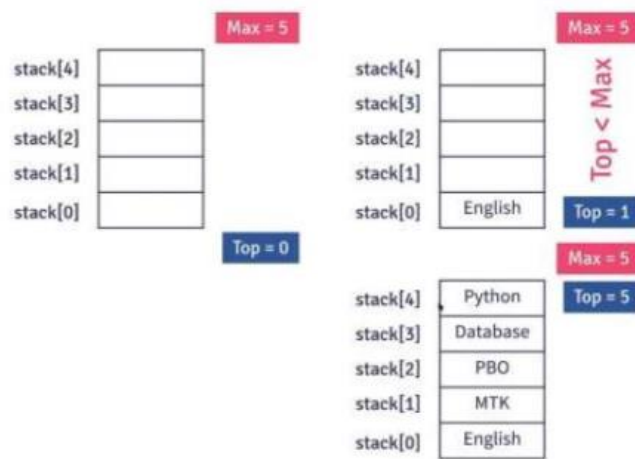 Max = 5
stack[4]
stack[3]
stack[2]
stack[1]
stack[0]
Top = 0
Max = 5
stack[4]
stack[3]
stack[2]
stack[1]
stack[0] English Top = 1
Top < Max
Max = 5
stack[4] Python Top = 5
stack[3] Database
stack[2] PBO
stack[1] MTK
stack[0] English